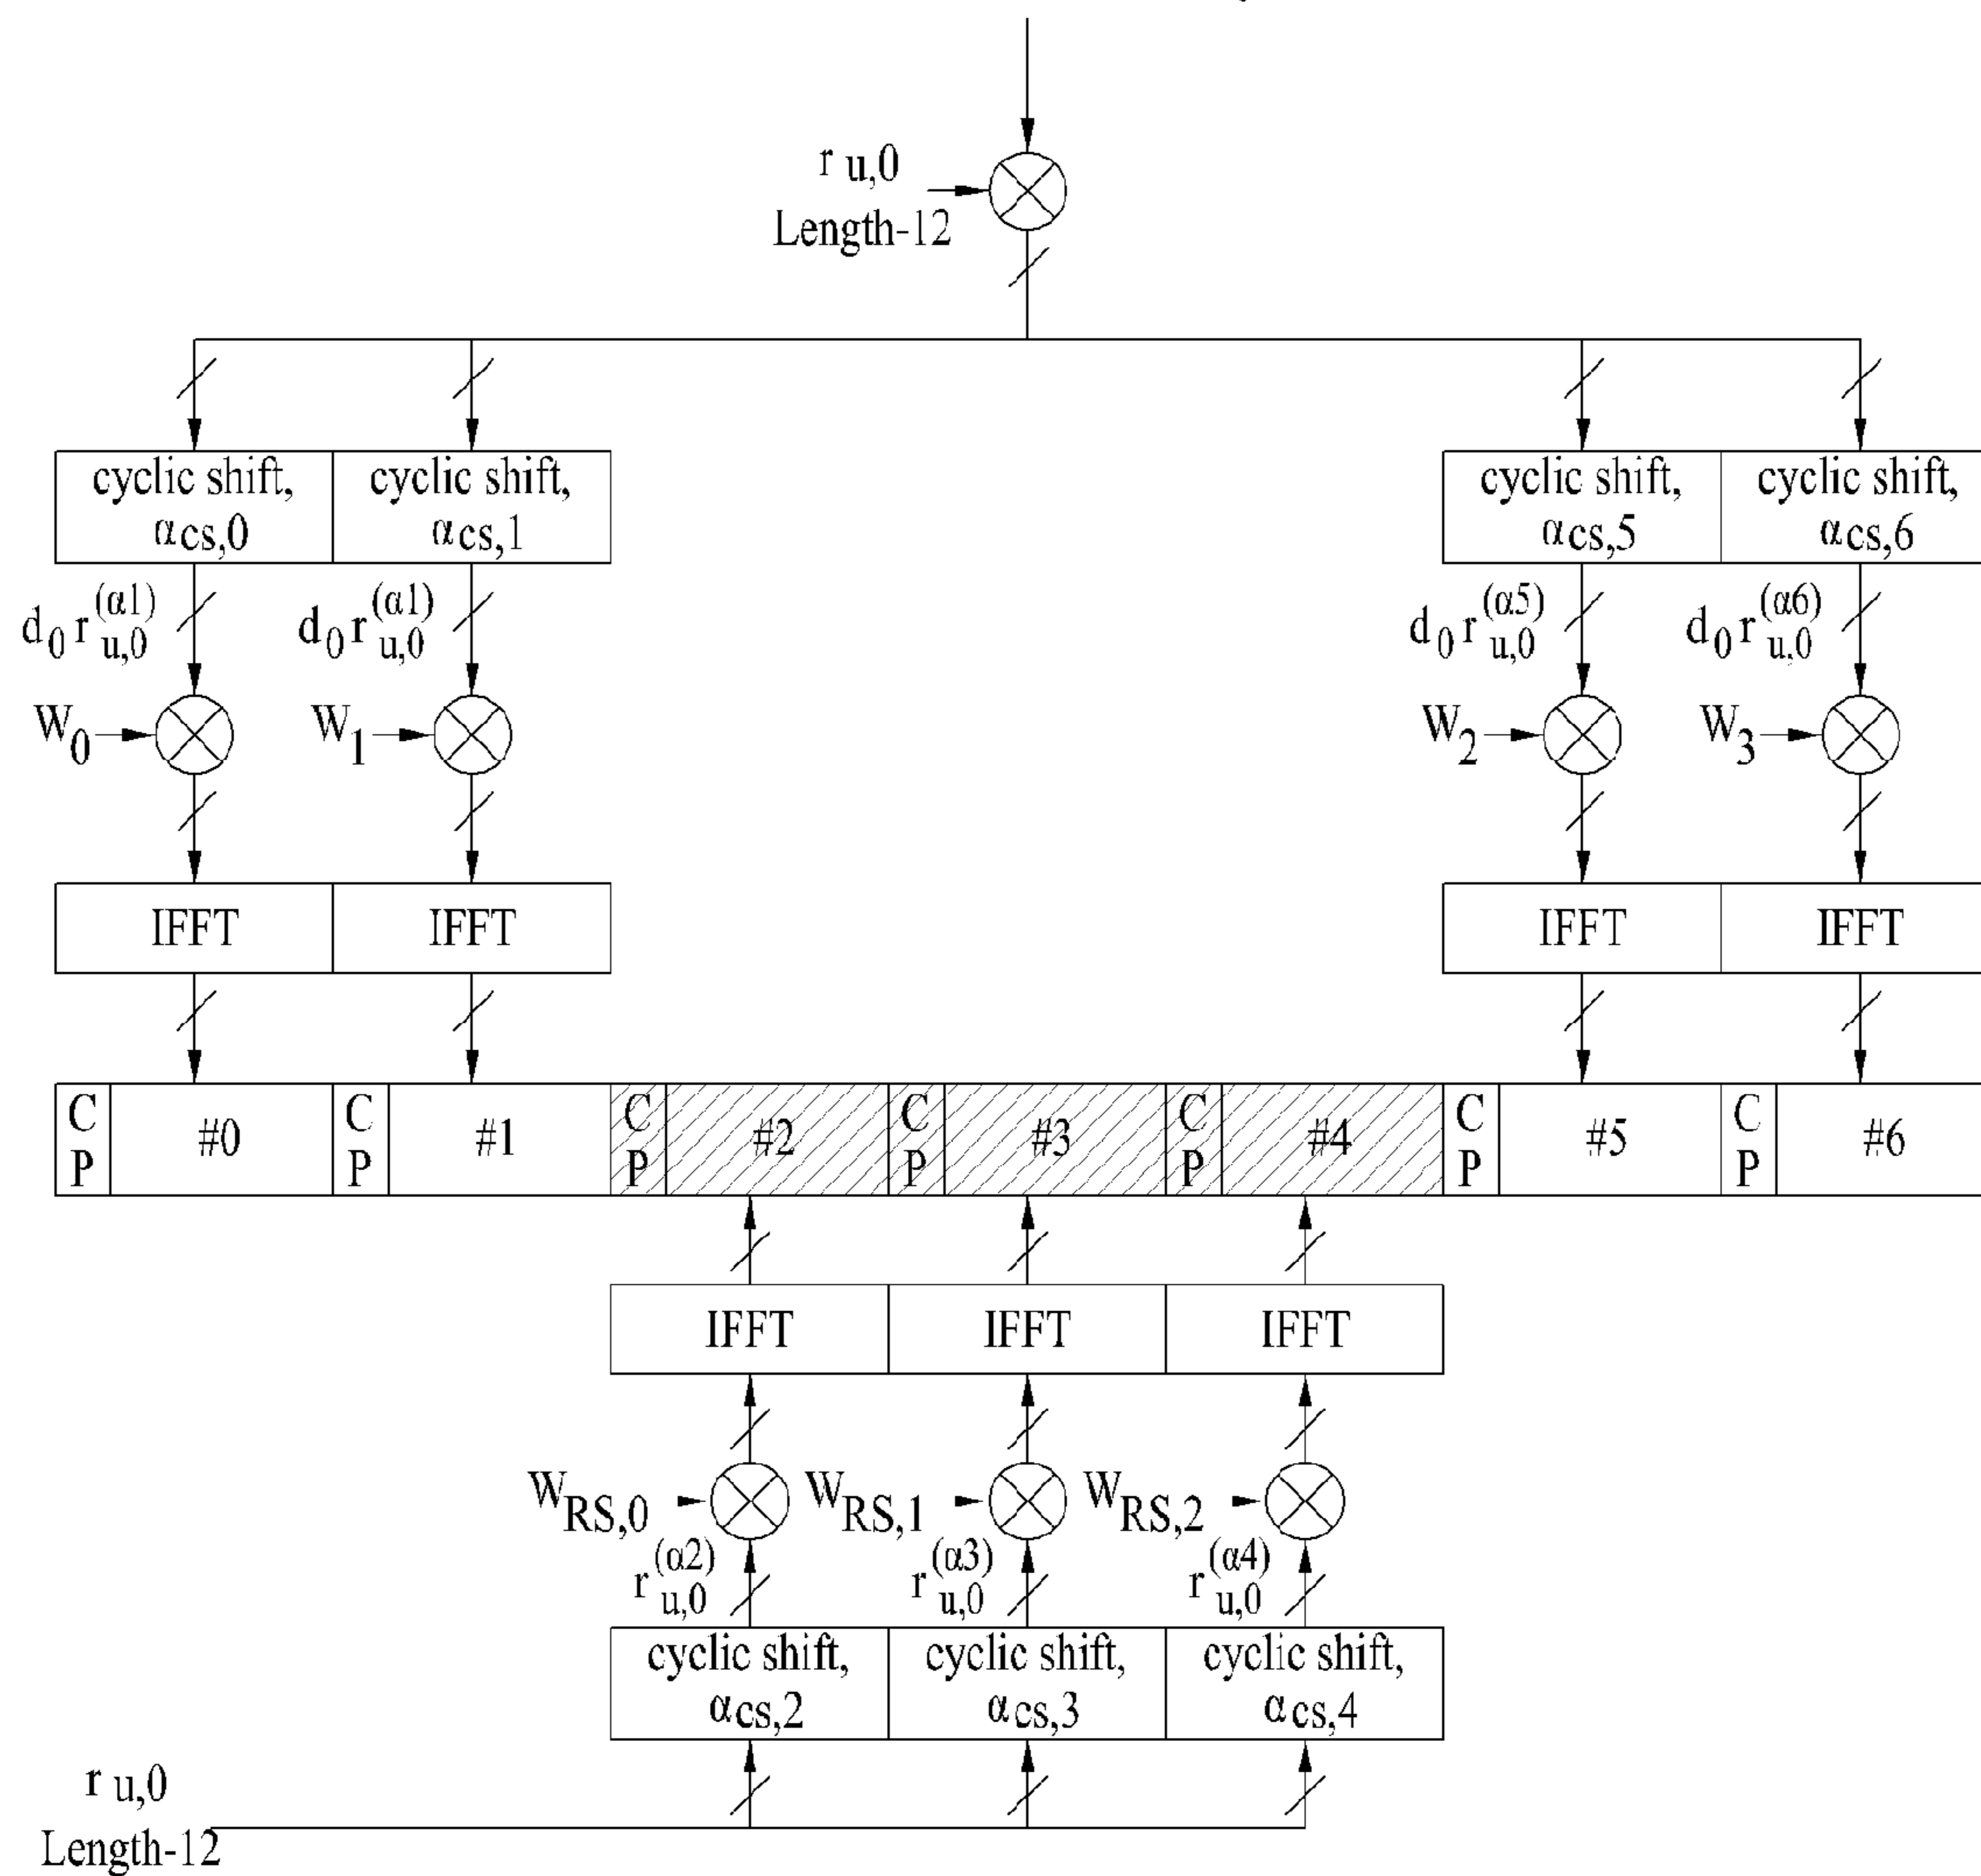 r u,0
Length-12
cyclic shift, αcs,0
cyclic shift, αcs,1
cyclic shift, αcs,5
cyclic shift, αcs,6
d0 r u,0 (α1)
d0 r u,0 (α1)
d0 r u,0 (α5)
d0 r u,0 (α6)
W0
W1
W2
W3
IFFT
IFFT
IFFT
IFFT
CP #0 CP #1 CP #2 CP #3 CP #4 CP #5 CP #6
IFFT
IFFT
IFFT
WRS,0
WRS,1
WRS,2
r u,0 (α2)
r u,0 (α3)
r u,0 (α4)
cyclic shift, αcs,2
cyclic shift, αcs,3
cyclic shift, αcs,4
r u,0
Length-12